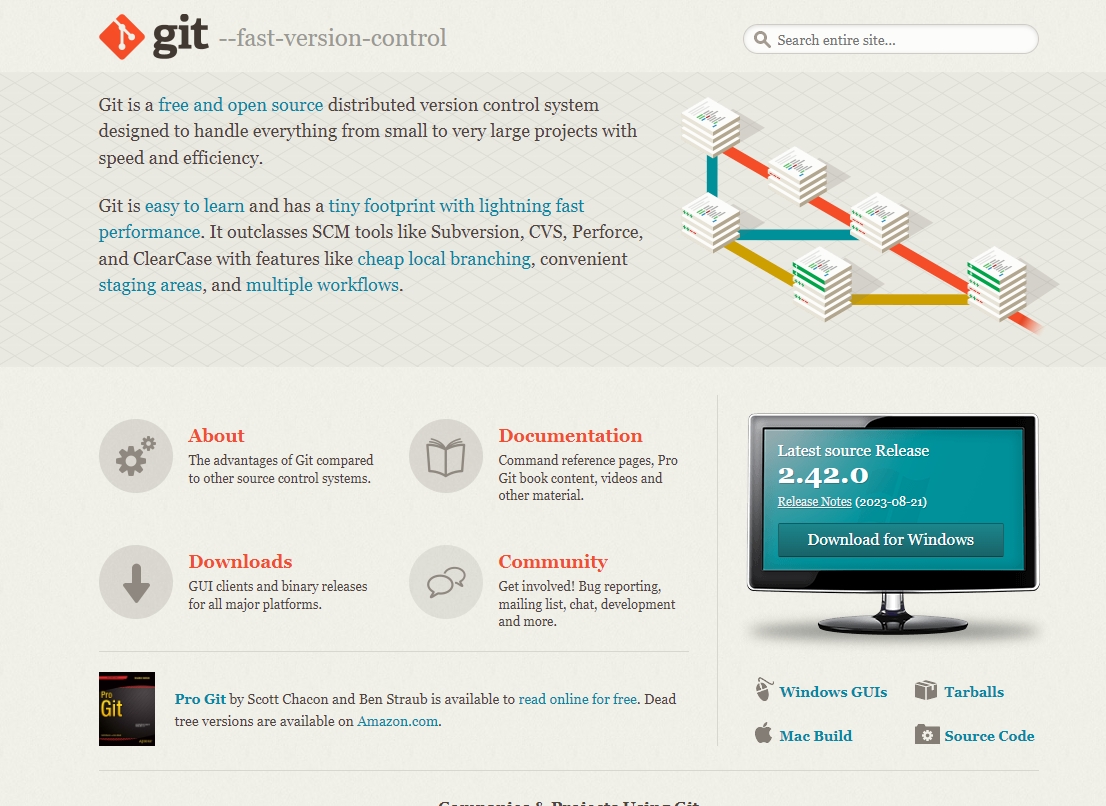 git --fast-version-control
Search entire site...
Git is a free and open source distributed version control system
designed to handle everything from small to very large projects with
speed and efficiency.
Git is easy to learn and has a tiny footprint with lightning fast
performance. It outclasses SCM tools like Subversion, CVS, Perforce,
and ClearCase with features like cheap local branching, convenient
staging areas, and multiple workflows.
About
The advantages of Git compared
to other source control systems.
Documentation
Command reference pages, Pro
Git book content, videos and
other material.
Downloads
GUI clients and binary releases
for all major platforms.
Community
Get involved! Bug reporting,
mailing list, chat, development
and more.
Pro
Git
Pro Git by Scott Chacon and Ben Straub is available to read online for free. Dead
tree versions are available on Amazon.com.
Latest source Release
2.42.0
Release Notes (2023-08-21)
Download for Windows
Windows GUIs
Tarballs
Mac Build
Source Code
Companies & Projects Using Git